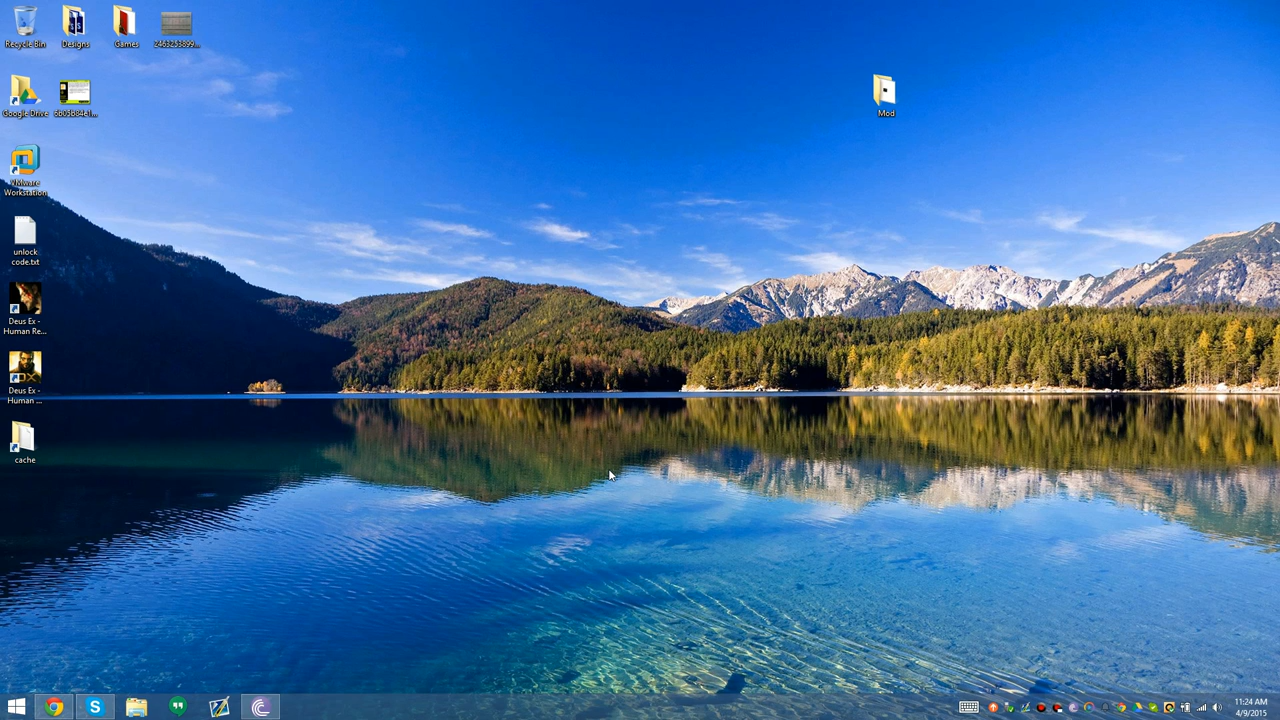 Recycle Bin
Designs
Games
Google Drive
VMware
Workstation
unlock
code.txt
Deus Ex -
Human Re...
Deus Ex -
Human ...
cache
Mod
11:24 AM
4/9/2015